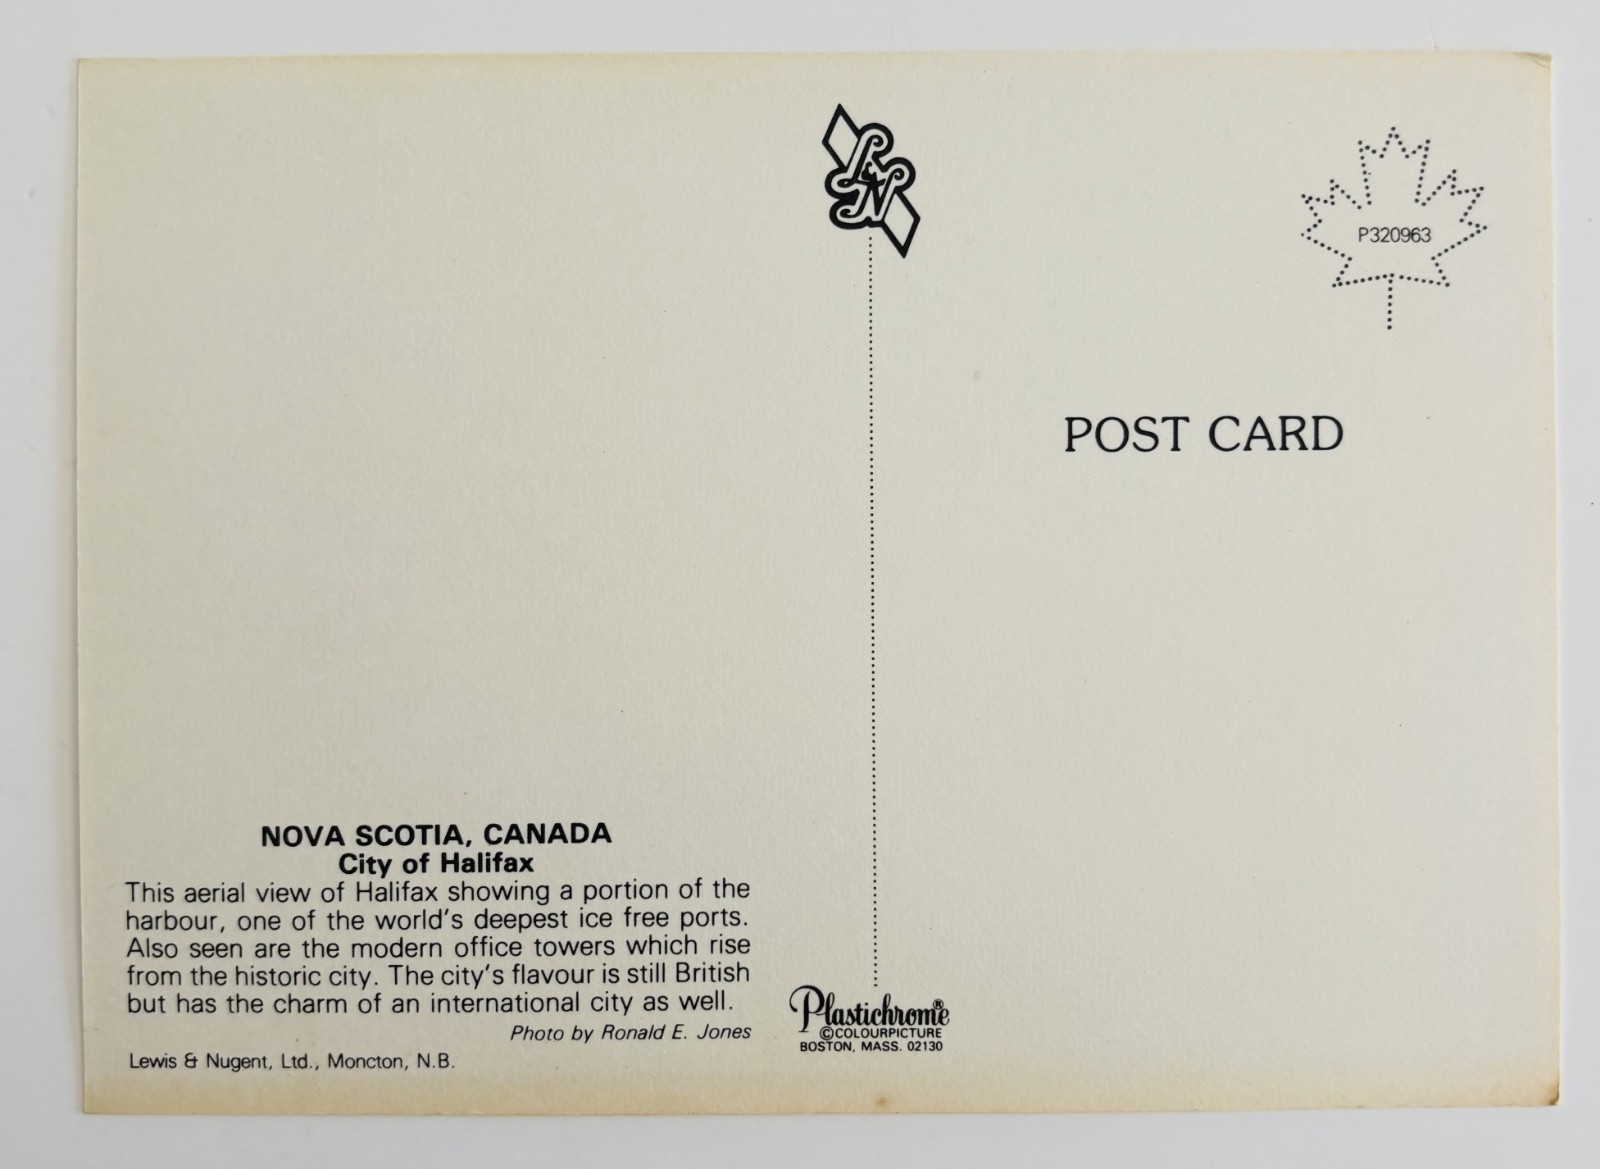 L&N
P320963
POST CARD
NOVA SCOTIA, CANADA
City of Halifax
This aerial view of Halifax showing a portion of the
harbour, one of the world's deepest ice free ports.
Also seen are the modern office towers which rise
from the historic city. The city's flavour is still British
but has the charm of an international city as well.
Photo by Ronald E. Jones
Lewis & Nugent, Ltd., Moncton, N.B.
Plastichrome®
©COLOURPICTURE
BOSTON, MASS. 02130